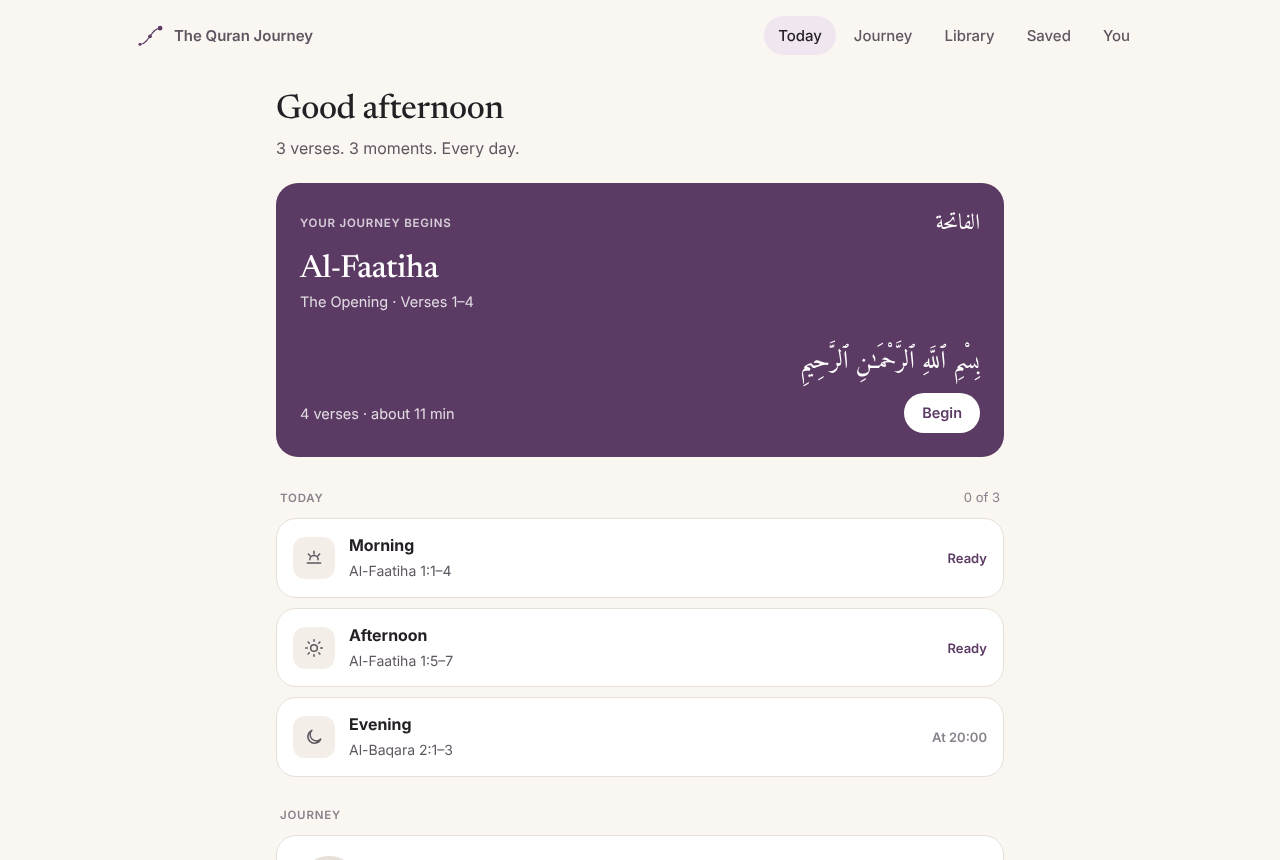 The Quran Journey
Today
Journey
Library
Saved
You
Good afternoon
3 verses. 3 moments. Every day.
YOUR JOURNEY BEGINS
الفاتحة
Al-Faatiha
The Opening · Verses 1–4
بِسْمِ ٱللَّهِ ٱلرَّحْمَـٰنِ ٱلرَّحِيمِ
4 verses · about 11 min
Begin
TODAY
0 of 3
Morning
Al-Faatiha 1:1–4
Ready
Afternoon
Al-Faatiha 1:5–7
Ready
Evening
Al-Baqara 2:1–3
At 20:00
JOURNEY